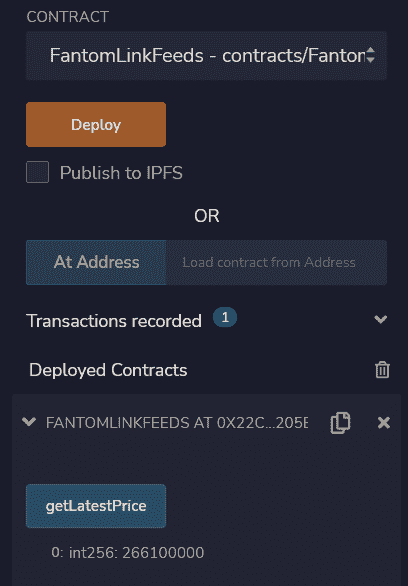 CONTRACT
FantomLinkFeeds - contracts/Fantom
Deploy
Publish to IPFS
OR
At Address Load contract from Address
Transactions recorded 1
Deployed Contracts
FANTOMLINKFEEDS AT 0X22C...205E
getLatestPrice
0: int256: 266100000